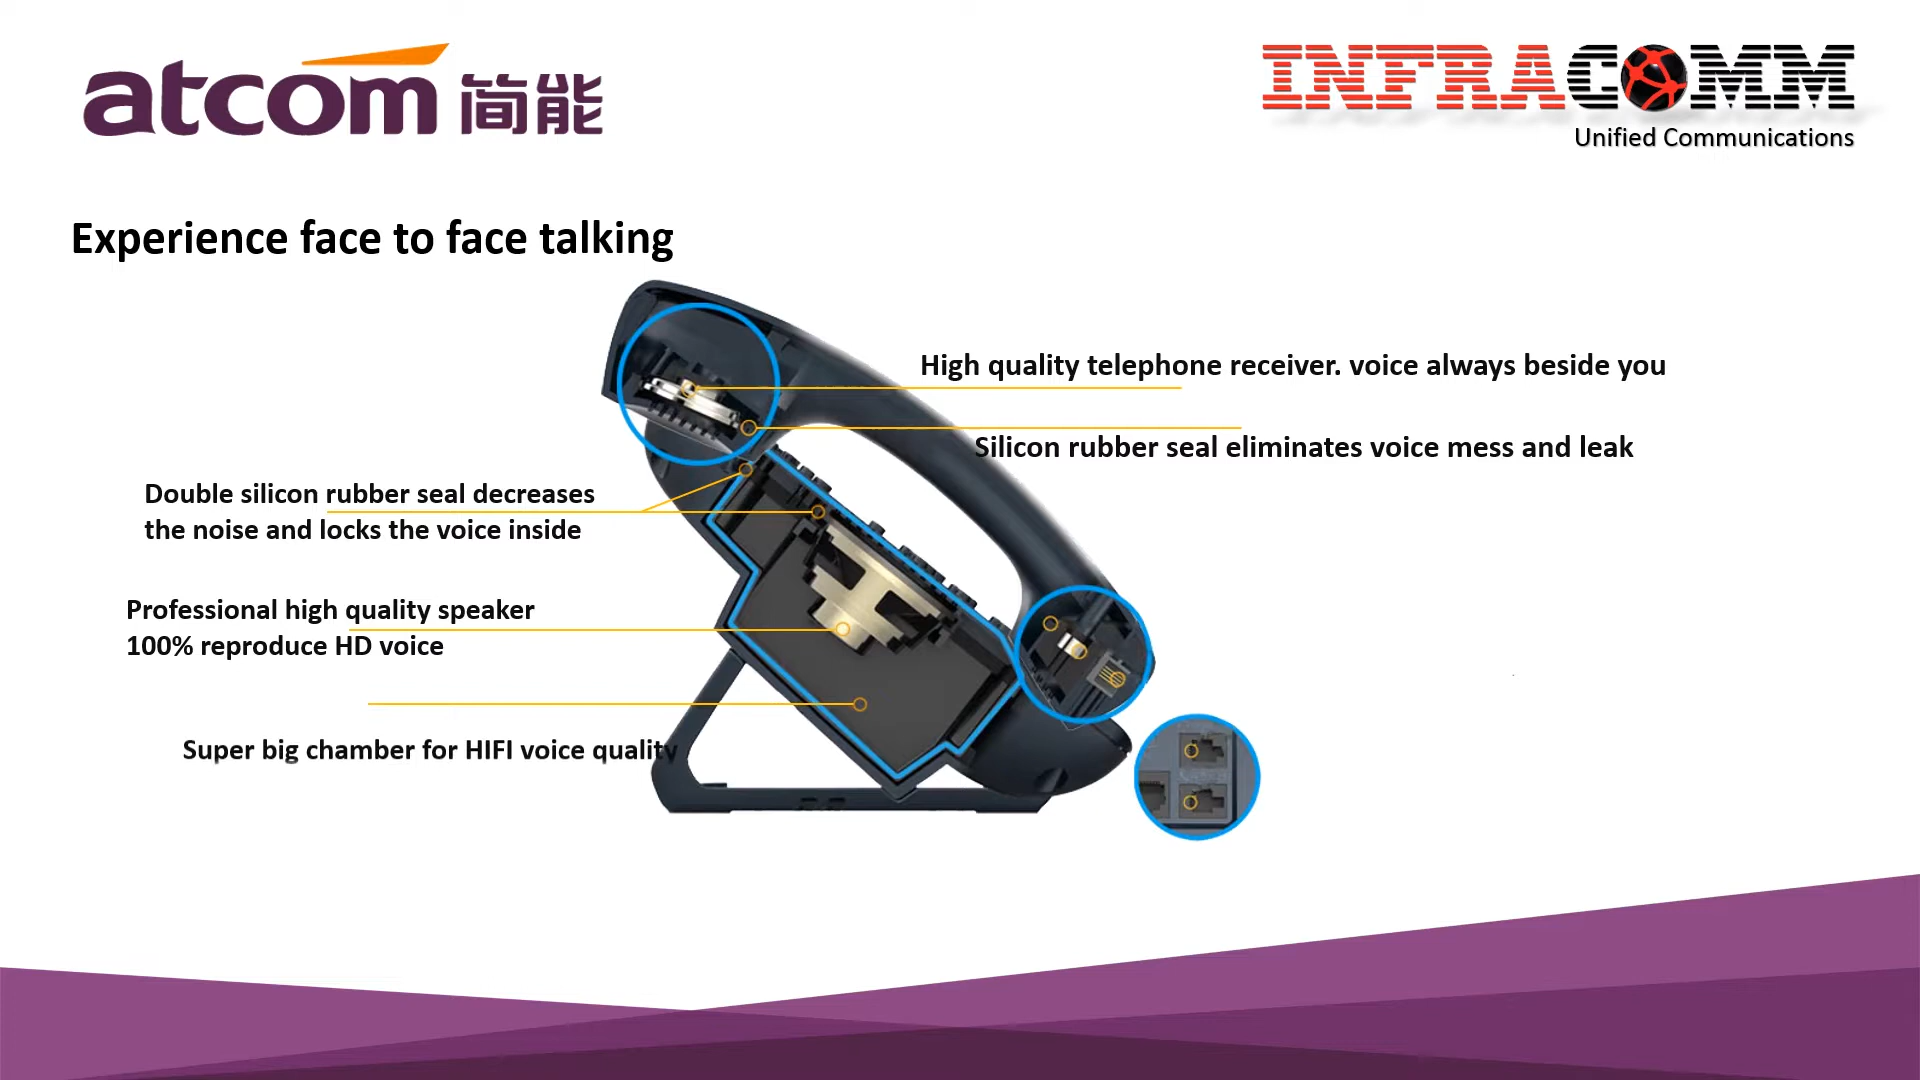 atcom 简能
INFRACOMM
Unified Communications
Experience face to face talking
High quality telephone receiver. voice always beside you
Silicon rubber seal eliminates voice mess and leak
Double silicon rubber seal decreases
the noise and locks the voice inside
Professional high quality speaker
100% reproduce HD voice
Super big chamber for HIFI voice quality